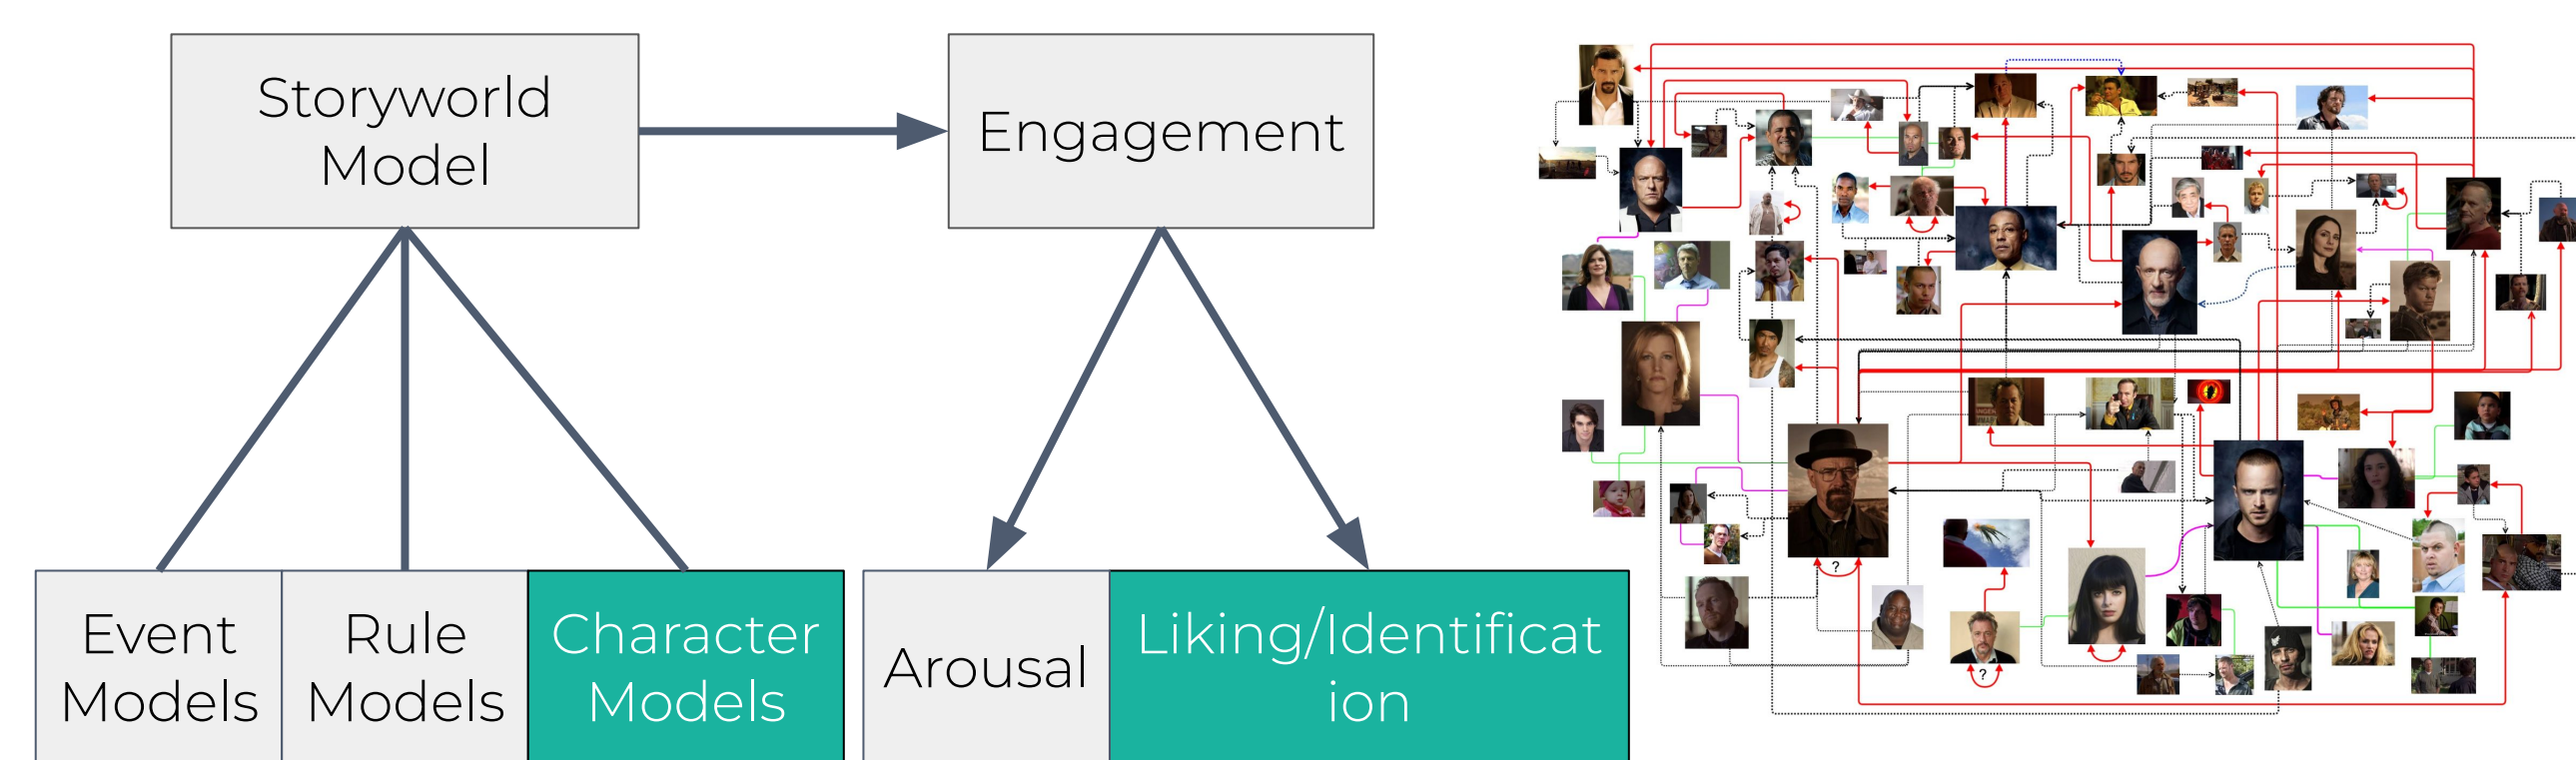 Storyworld
Model
Engagement
Event
Models
Rule
Models
Character
Models
Arousal
Liking/Identificat
ion
?
?